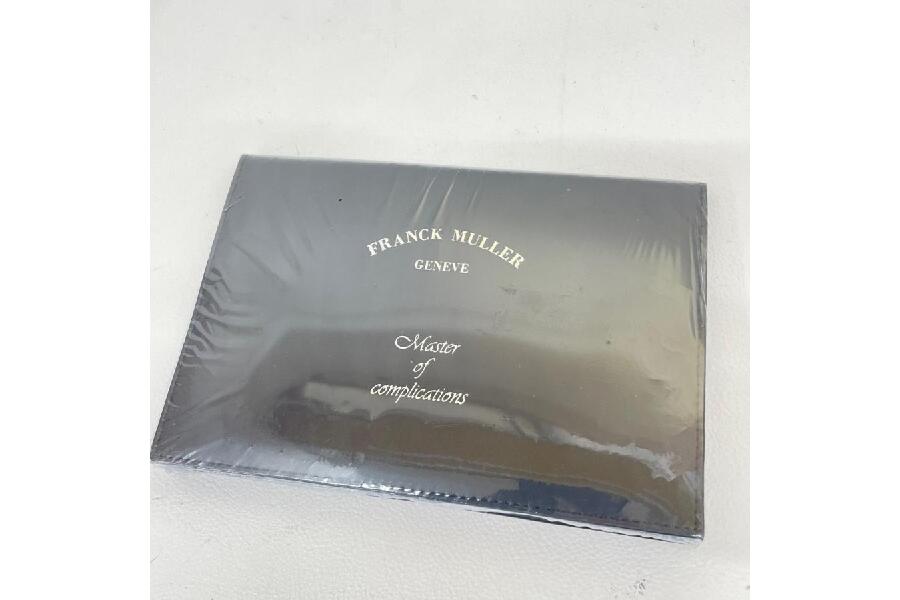 FRANCK MULLER
GENEVE
Master
of
complications